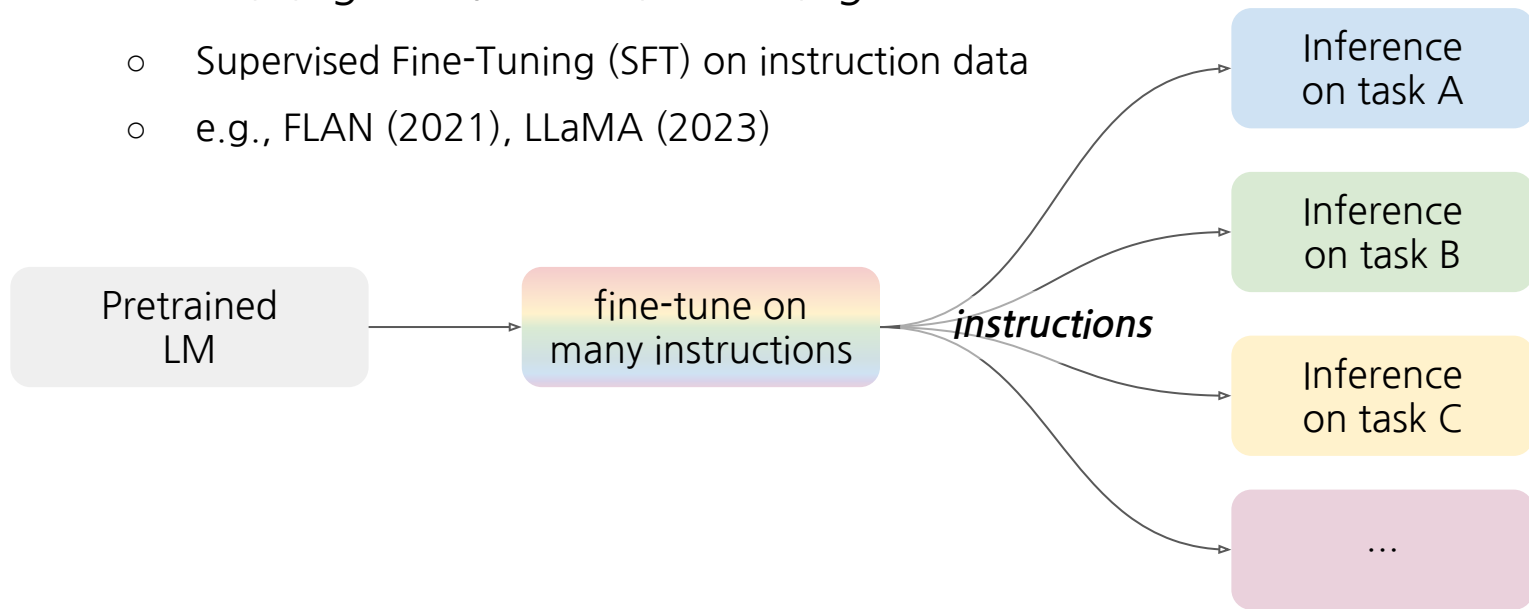 ○ Supervised Fine-Tuning (SFT) on instruction data
○ e.g., FLAN (2021), LLaMA (2023)
Pretrained
LM
fine-tune on
many instructions
instructions
Inference
on task A
Inference
on task B
Inference
on task C
...